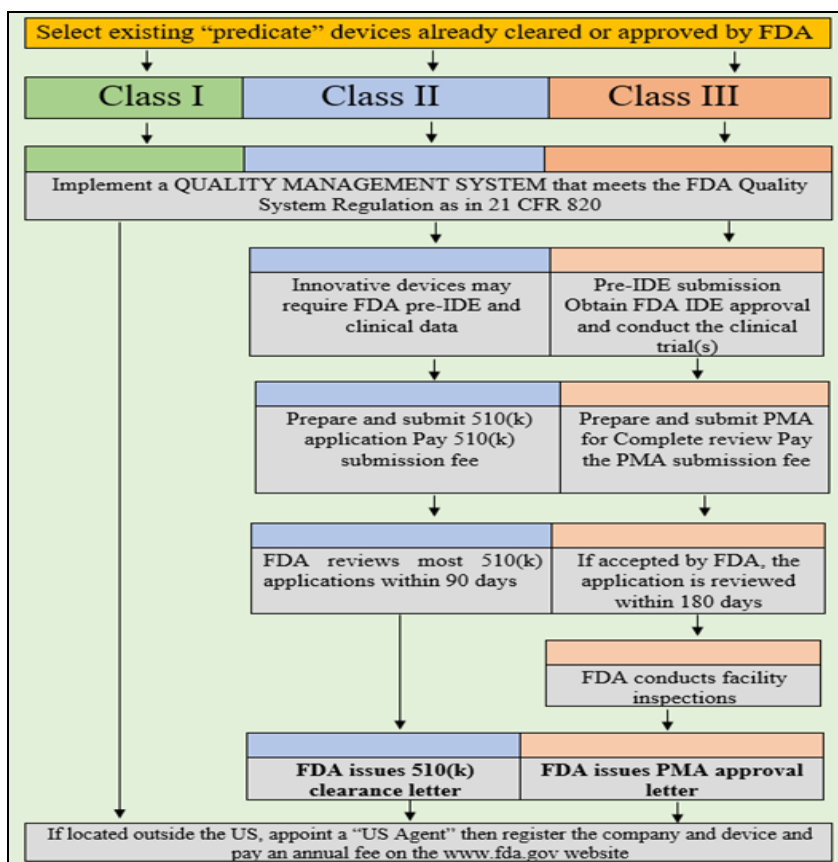 Select existing “predicate” devices already cleared or approved by FDA
Class I
Class II
Class III
Implement a QUALITY MANAGEMENT SYSTEM that meets the FDA Quality
System Regulation as in 21 CFR 820
Innovative devices may
require FDA pre-IDE and
clinical data
Pre-IDE submission
Obtain FDA IDE approval
and conduct the clinical
trial(s)
Prepare and submit 510(k)
application Pay 510(k)
submission fee
Prepare and submit PMA
for Complete review Pay
the PMA submission fee
FDA reviews most 510(k)
applications within 90 days
If accepted by FDA, the
application is reviewed
within 180 days
FDA conducts facility
inspections
FDA issues 510(k)
clearance letter
FDA issues PMA approval
letter
If located outside the US, appoint a “US Agent” then register the company and device and
pay an annual fee on the www.fda.gov website